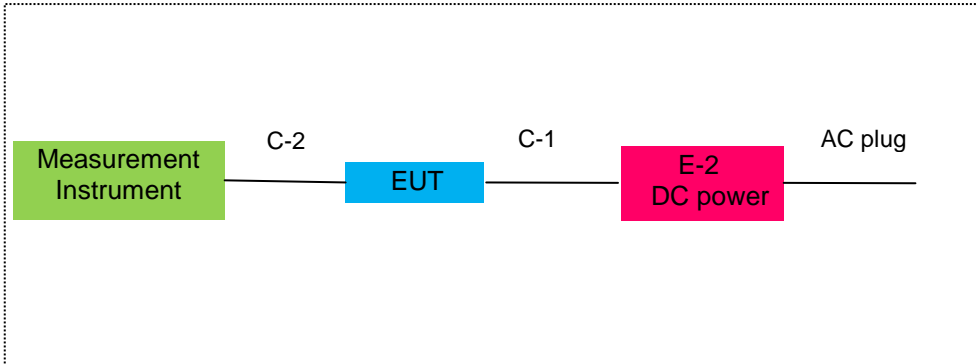 C-2
C-1
AC plug
Measurement
Instrument
EUT
E-2
DC power